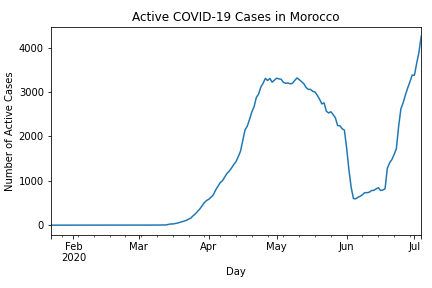 Active COVID-19 Cases in Morocco
Number of Active Cases
4000
3000
2000
1000
0
Feb Mar Apr May Jun Jul
2020
Day